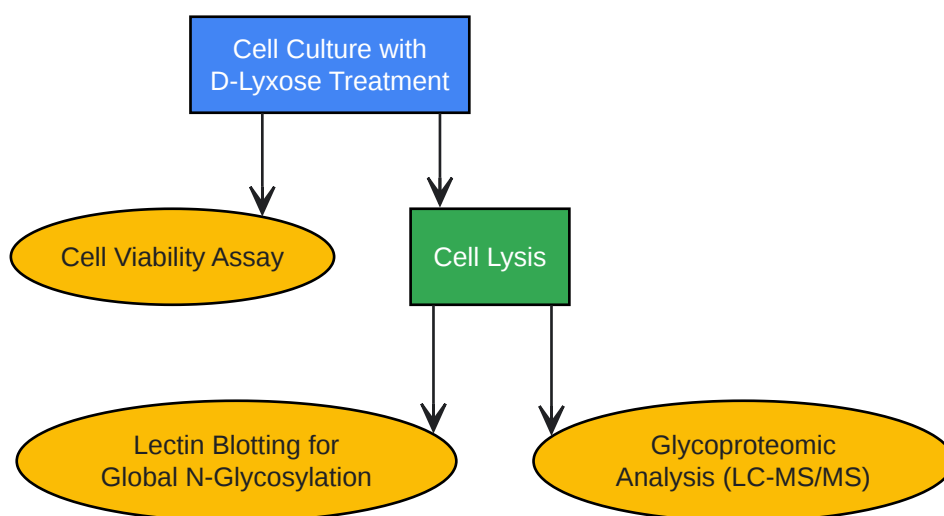 Cell Culture with
D-Lyxose Treatment
Cell Viability Assay
Cell Lysis
Lectin Blotting for
Global N-Glycosylation
Glycoproteomic
Analysis (LC-MS/MS)